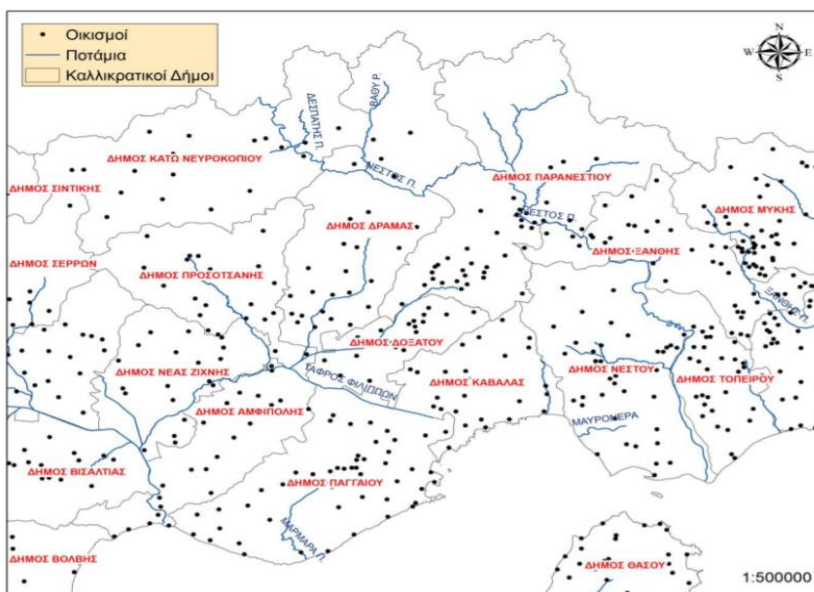 Οικισμοί
Ποτάμια
Καλλικρατικοί Δήμοι
N
W
E
S
ΔΕΣΠΑΤΗΣ Π.
ΒΑΘΥ Ρ.
ΔΗΜΟΣ ΚΑΤΩ ΝΕΥΡΟΚΟΠΙΟΥ
ΝΕΣΤΟΣ Π.
ΔΗΜΟΣ ΠΑΡΑΝΕΣΤΙΟΥ
ΔΗΜΟΣ ΣΙΝΤΙΚΗΣ
ΔΗΜΟΣ ΜΥΚΗΣ
ΝΕΣΤΟΣ Π.
ΔΗΜΟΣ ΔΡΑΜΑΣ
ΔΗΜΟΣ ΞΑΝΘΗΣ
ΔΗΜΟΣ ΣΕΡΡΩΝ
ΔΗΜΟΣ ΠΡΟΣΟΤΣΑΝΗΣ
ΞΑΝΘΗΣ Π.
ΔΗΜΟΣ ΔΟΞΑΤΟΥ
ΔΗΜΟΣ ΝΕΑΣ ΖΙΧΝΗΣ
ΤΑΦΡΟΣ ΦΙΛΙΠΠΩΝ
ΔΗΜΟΣ ΚΑΒΑΛΑΣ
ΔΗΜΟΣ ΝΕΣΤΟΥ
ΔΗΜΟΣ ΤΟΠΕΙΡΟΥ
ΔΗΜΟΣ ΑΜΦΙΠΟΛΗΣ
ΜΑΥΡΟΝΕΡΑ
ΔΗΜΟΣ ΒΙΣΑΛΤΙΑΣ
ΔΗΜΟΣ ΠΑΓΓΑΙΟΥ
ΜΑΡΜΑΡΑ Π.
ΔΗΜΟΣ ΒΟΛΒΗΣ
ΔΗΜΟΣ ΘΑΣΟΥ
1:500000